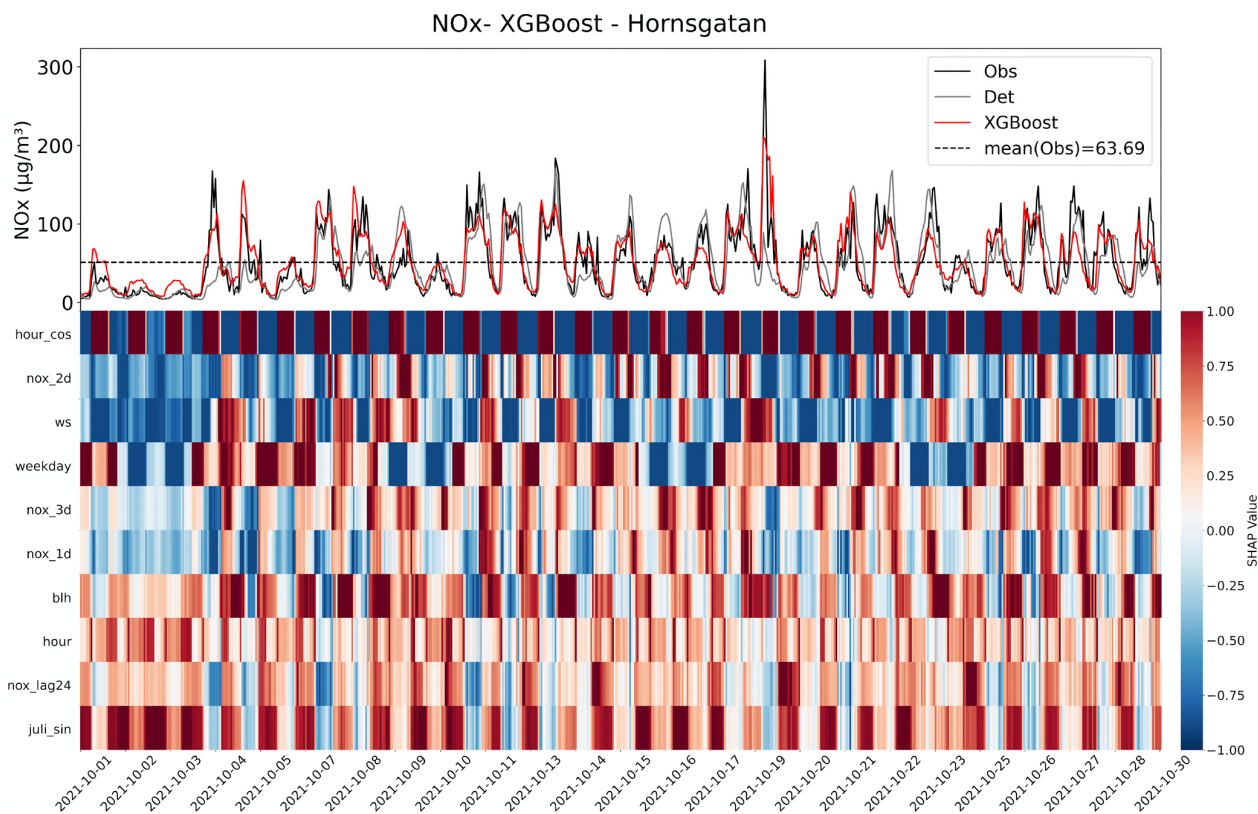 NOx- XGBoost - Hornsgatan
NOx (µg/m³)
300
200
100
0
Obs
Det
XGBoost
mean(Obs)=63.69
hour_cos
nox_2d
ws
weekday
nox_3d
nox_1d
blh
hour
nox_lag24
juli_sin
1.00
0.75
0.50
0.25
0.00
−0.25
−0.50
−0.75
−1.00
SHAP Value
2021-10-01
2021-10-02
2021-10-03
2021-10-04
2021-10-05
2021-10-07
2021-10-08
2021-10-09
2021-10-10
2021-10-11
2021-10-13
2021-10-14
2021-10-15
2021-10-16
2021-10-17
2021-10-19
2021-10-20
2021-10-21
2021-10-22
2021-10-23
2021-10-25
2021-10-26
2021-10-27
2021-10-28
2021-10-30